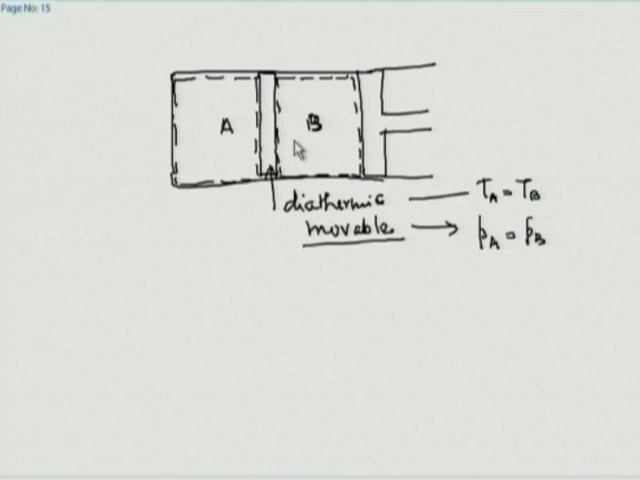 Page No: 15
A
B
diathermic — T_A = T_B
movable → p_A = p_B